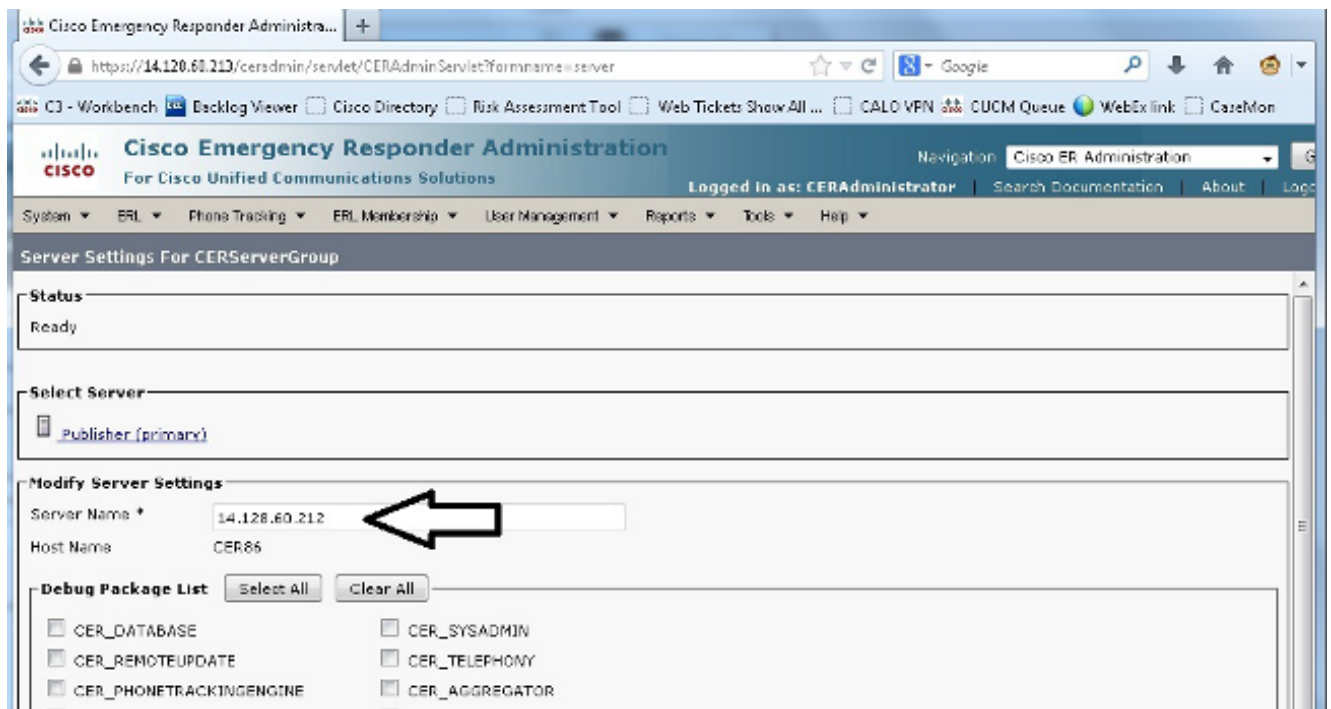 Cisco Emergency Responder Administra... +
https://14.128.60.213/ceradmin/servlet/CERAdminServlet?formname=server Google
C3 - Workbench Backlog Viewer Cisco Directory Risk Assessment Tool Web Tickets Show All ... CALO VPN CUCM Queue WebEx link CaseMon
CISCO Cisco Emergency Responder Administration Navigation Cisco ER Administration G
For Cisco Unified Communications Solutions Logged in as: CERAdministrator | Search Documentation | About | Logo
System ERL Phone Tracking ERL Membership User Management Reports Tools Help
Server Settings For CERServerGroup
Status
Ready
Select Server
Publisher (primary)
Modify Server Settings
Server Name * 14.128.60.212
Host Name CER86
Debug Package List Select All Clear All
CER_DATABASE CER_SYSADMIN
CER_REMOTEUPDATE CER_TELEPHONY
CER_PHONETRACKINGENGINE CER_AGGREGATOR